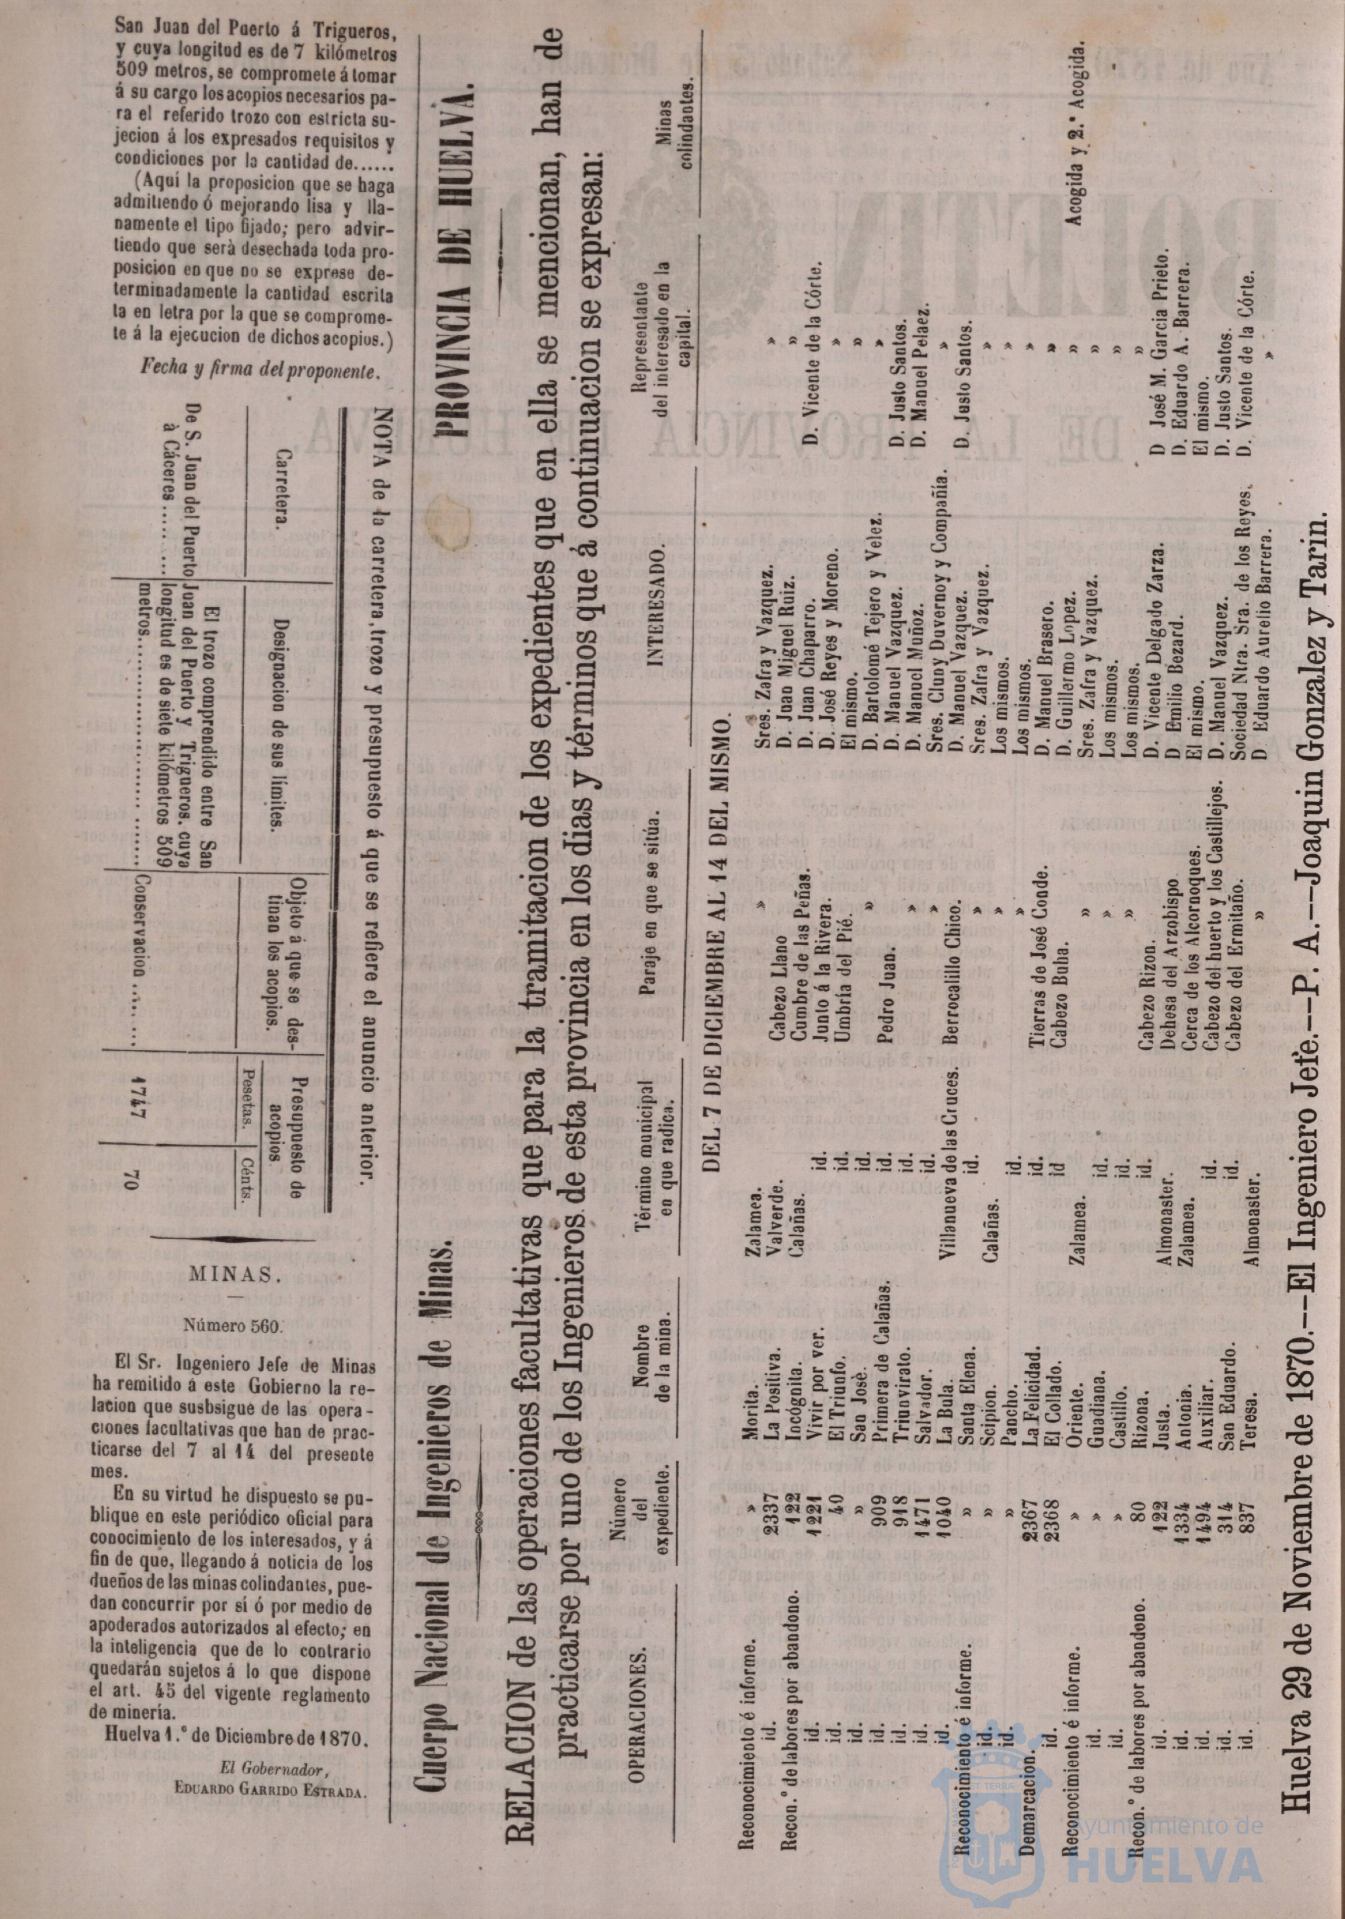 San Juan del Puerto á Trigueros,
y cuya longitud es de 7 kilómetros
509 metros, se compromete á tomar
á su cargo los acopios necesarios pa-
ra el referido trozo con estricta su-
jecion á los expresados requisitos y
condiciones por la cantidad de......
(Aquí la proposicion que se haga
admitiendo ó mejorando lisa y lla-
namente el tipo fijado; pero advir-
tiendo que serà desechada toda pro-
posicion en que no se exprese de-
terminadamente la cantidad escrita
ta en letra por la que se comprome-
te á la ejecucion de dichos acopios.)
Fecha y firma del proponente.
NOTA de la carretera, trozo y presupuesto á que se refiere el anuncio anterior.
Carretera. Designacion de sus límites. Objeto á que se des- Presupuesto de
tinan los acopios. acopios
Pesetas. Cénts.
De S. Juan del Puerto El trozo comprendido entre San
á Cáceres ........ Juan del Puerto y Trigueros. cuya
longitud es de siete kilómetros 509
metros........................ Conservacion ...... 1747 70
MINAS.
Número 560.
El Sr. Ingeniero Jefe de Minas
ha remitido á este Gobierno la re-
lacion que susbsigue de las opera-
ciones facultativas que han de prac-
ticarse del 7 al 14 del presente
mes.
En su virtud he dispuesto se pu-
blique en este periódico oficial para
conocimiento de los interesados, y á
fin de que, llegando á noticia de los
dueños de las minas colindantes, pue-
dan concurrir por sí ó por medio de
apoderados autorizados al efecto; en
la inteligencia que de lo contrario
quedarán sujetos á lo que dispone
el art. 45 del vigente reglamento
de minería.
Huelva 1.º de Diciembre de 1870.
El Gobernador,
EDUARDO GARRIDO ESTRADA.
Cuerpo Nacional de Ingenieros de Minas. PROVINCIA DE HUELVA.
RELACION de las operaciones facultativas que para la tramitacion de los expedientes que en ella se mencionan, han de
practicarse por uno de los Ingenieros de esta provincia en los dias y términos que á continuacion se expresan:
OPERACIONES. Número del expediente. Nombre de la mina. Término municipal en que radica. Paraje en que se sitúa. INTERESADO. Representante del interesado en la capital. Minas colindantes.
DEL 7 DE DICIEMBRE AL 14 DEL MISMO.
Reconocimiento é informe. » Morita. Zalamea. » Sres. Zafra y Vazquez. »
id. 2337 La Positiva. Valverde. Cabezo Llano D. Juan Miguel Ruiz. »
Recon.º de labores por abandono. 122 Incógnita. Calañas. Cumbre de las Peñas. D. Juan Chaparro. D. Vicente de la Córte.
id. 1221 Vivir por ver. id. Junto á la Rivera. D. José Reyes y Moreno. »
id. 40 El Triunfo. id. Umbría del Pié. El mismo. »
id. » San Josè. id. » D. Bartolomé Tejero y Velez. »
id. 909 Primera de Calañas. id. Pedro Juan. D. Manuel Vazquez. D. Justo Santos.
id. 918 Triunvirato. id. » D. Manuel Muñoz. D. Manuel Pelaez.
id. 1471 Salvador. id. » Sres. Cluny Duvernoy y Compañía. »
id. 1040 La Bula. Villanueva de las Cruces. Berrocalillo Chico. D. Manuel Vazquez. D. Justo Santos.
Reconocimiento é informe. » Santa Elena. id. » Sres. Zafra y Vazquez. »
id. » Scipion. Calañas. » Los mismos. »
id. » Pancho. id. » Los mismos. »
Demarcacion. 2367 La Felicidad. id. Tierras de José Conde. D. Manuel Brasero. »
id. 2368 El Collado. id Cabezo Buha. D. Guillermo Lopez. » Acogida y 2.ª Acogida.
Reconocimiento é informe. » Oriente. Zalamea. » Sres. Zafra y Vazquez. »
id. » Guadiana. id. » Los mismos. »
id. » Castillo. id. » Los mismos. »
Recon.º de labores por abandono. 80 Rizona. id. Cabezo Rizon. D. Vicente Delgado Zarza. D José M. Garcia Prieto.
id. 122 Justa. Almonaster. Dehesa del Arzobispo D Emilio Bezard. D. Eduardo A. Barrera.
id. 1334 Antonia. Zalamea. Cerca de los Alcornoques. El mismo. El mismo.
id. 1494 Auxiliar. id. Cabezo del huerto y los Castillejos. D. Manuel Vazquez. D. Justo Santos.
id. 314 San Eduardo. id. Cabezo del Ermitaño. Sociedad Ntra. Sra. de los Reyes. D. Vicente de la Córte.
id. 837 Teresa. Almonaster. » D Eduardo Aurelio Barrera. »
Huelva 29 de Noviembre de 1870.--El Ingeniero Jefe.--P. A.--Joaquin Gonzalez y Tarin.
Ayuntamiento de
HUELVA